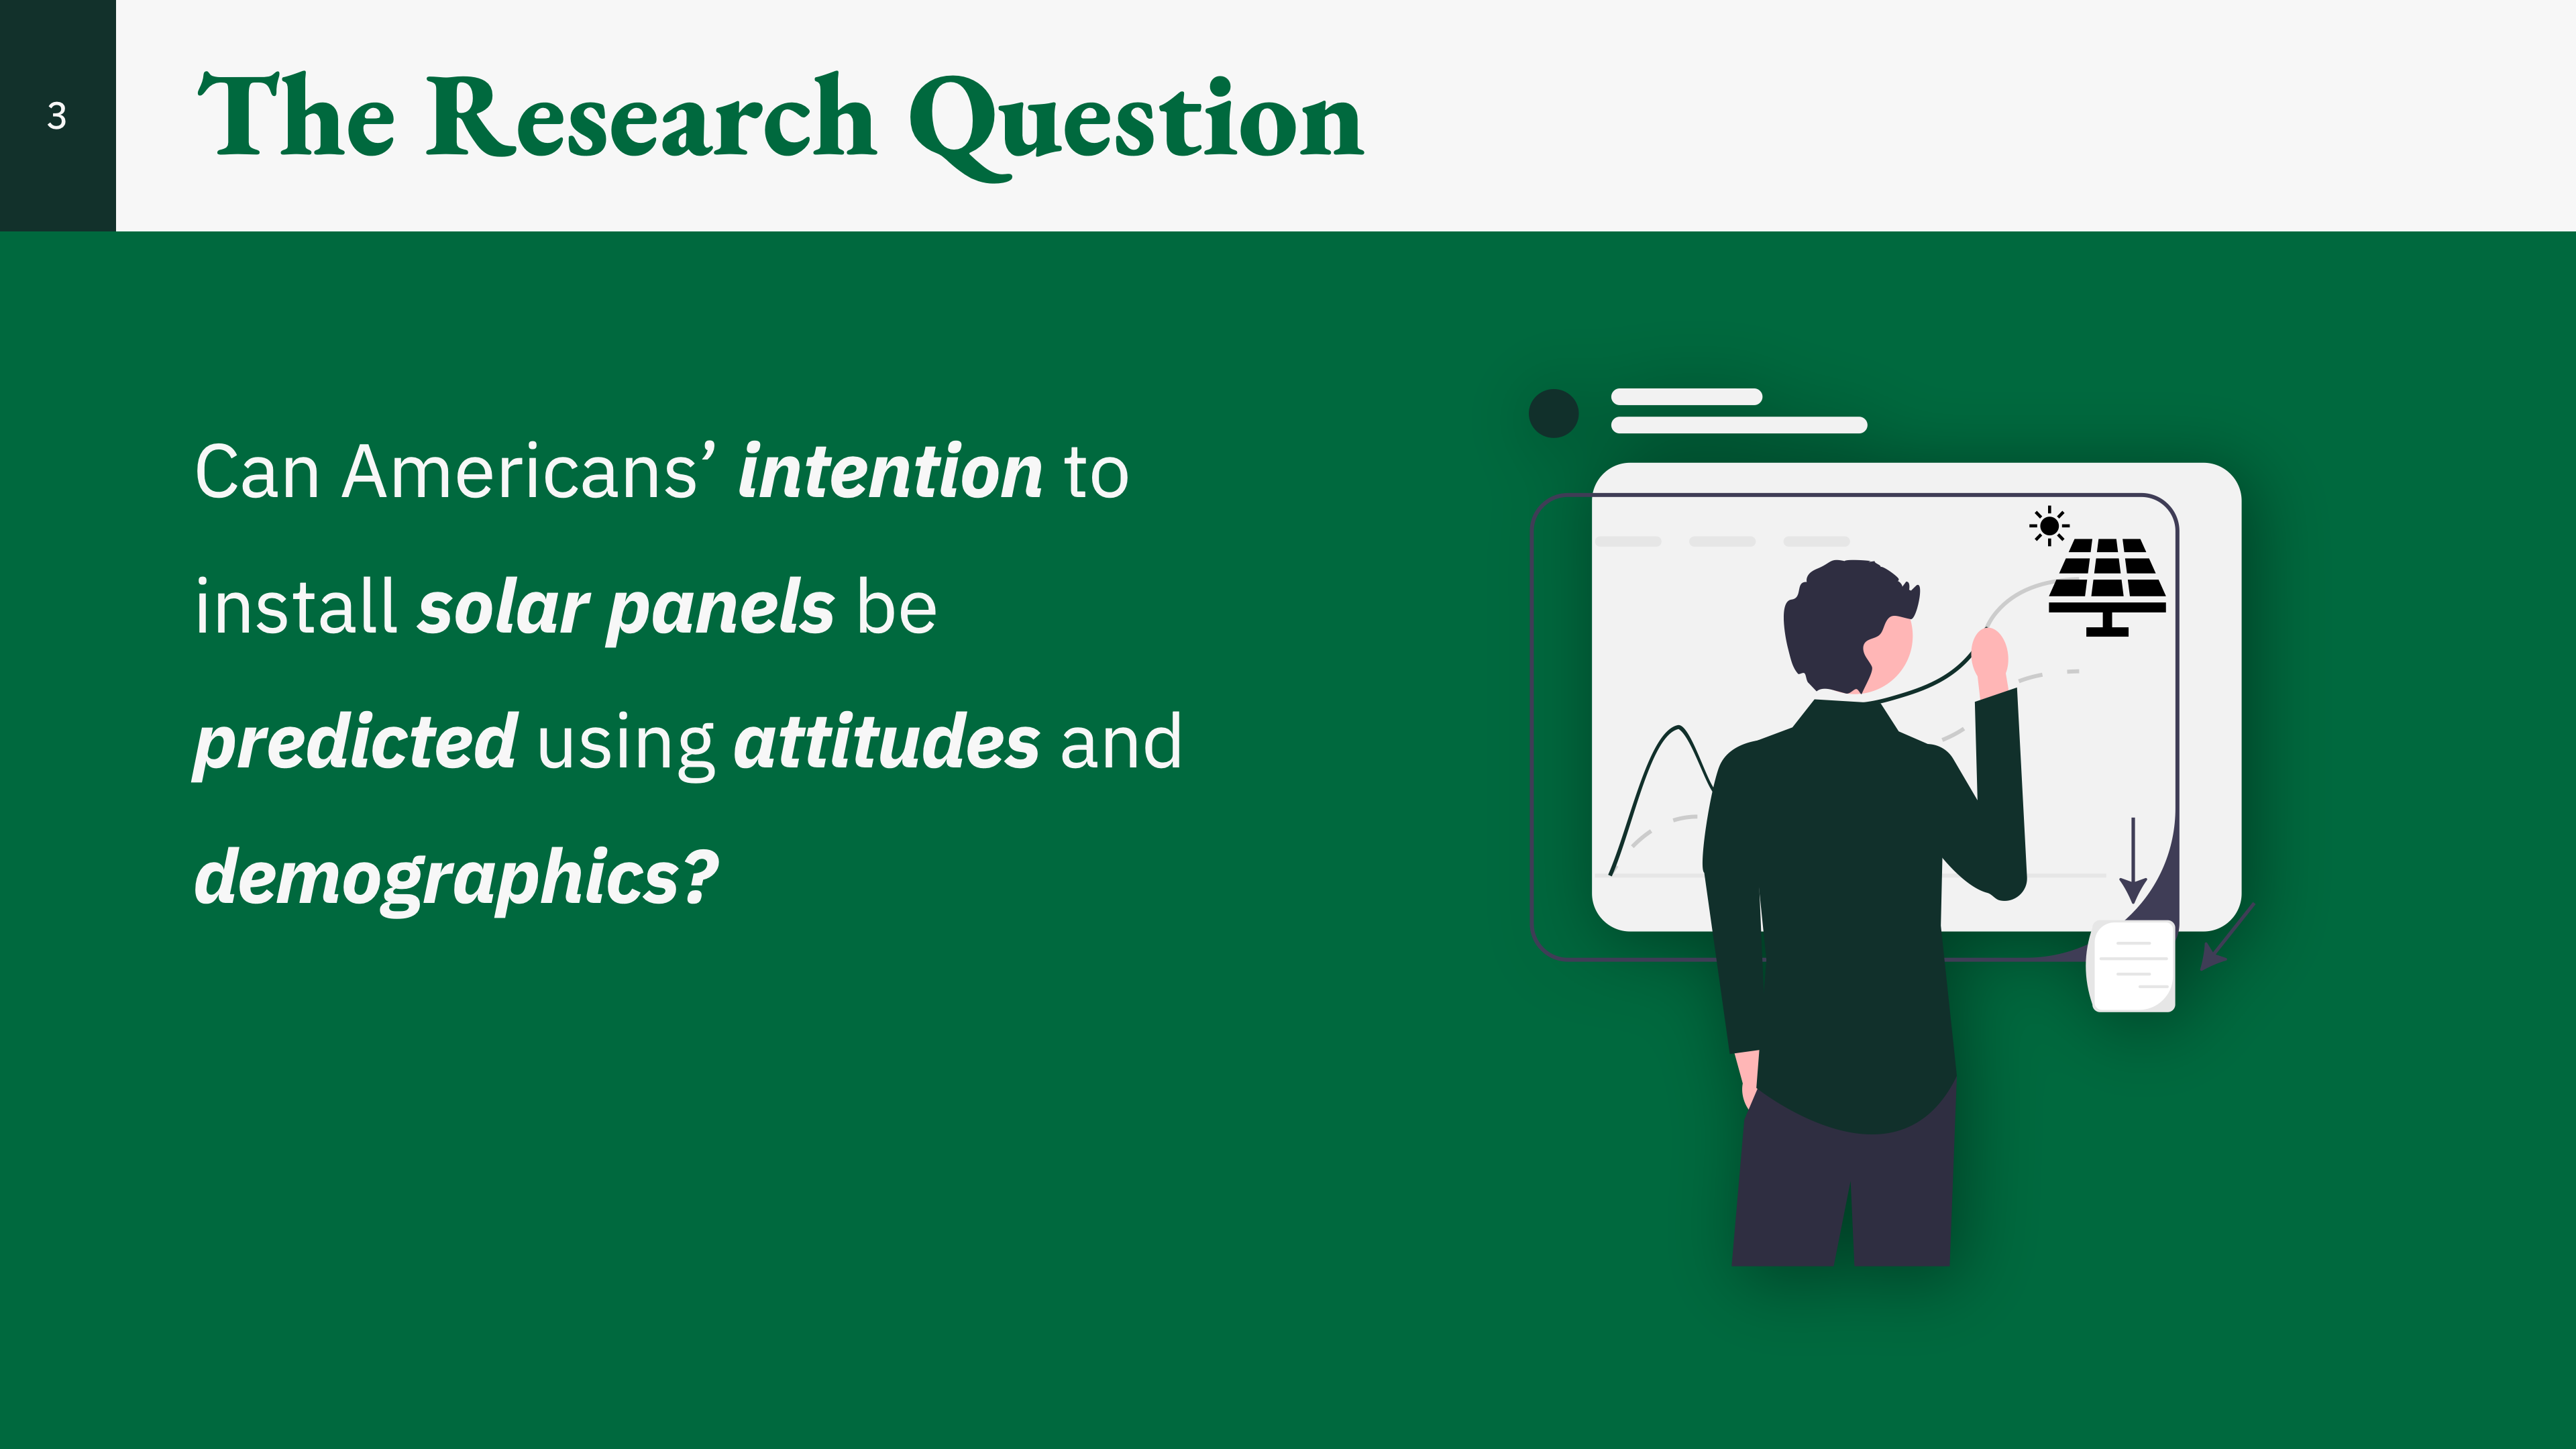 3
The Research Question
Can Americans’ intention to
install solar panels be
predicted using attitudes and
demographics?